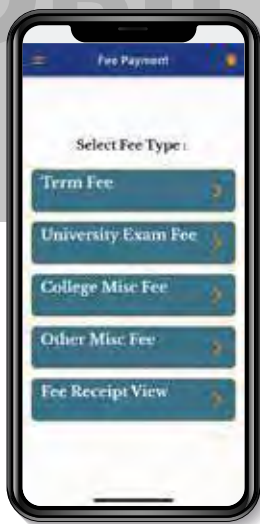 Fee Payment
Select Fee Type :
Term Fee
University Exam Fee
College Misc Fee
Other Misc Fee
Fee Receipt View